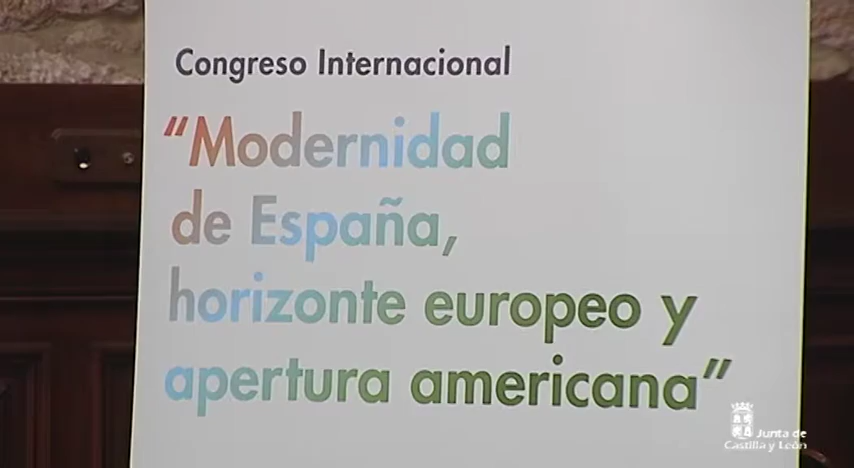 Congreso Internacional
“Modernidad
de España,
horizonte europeo y
apertura americana”
Junta de
Castilla y León